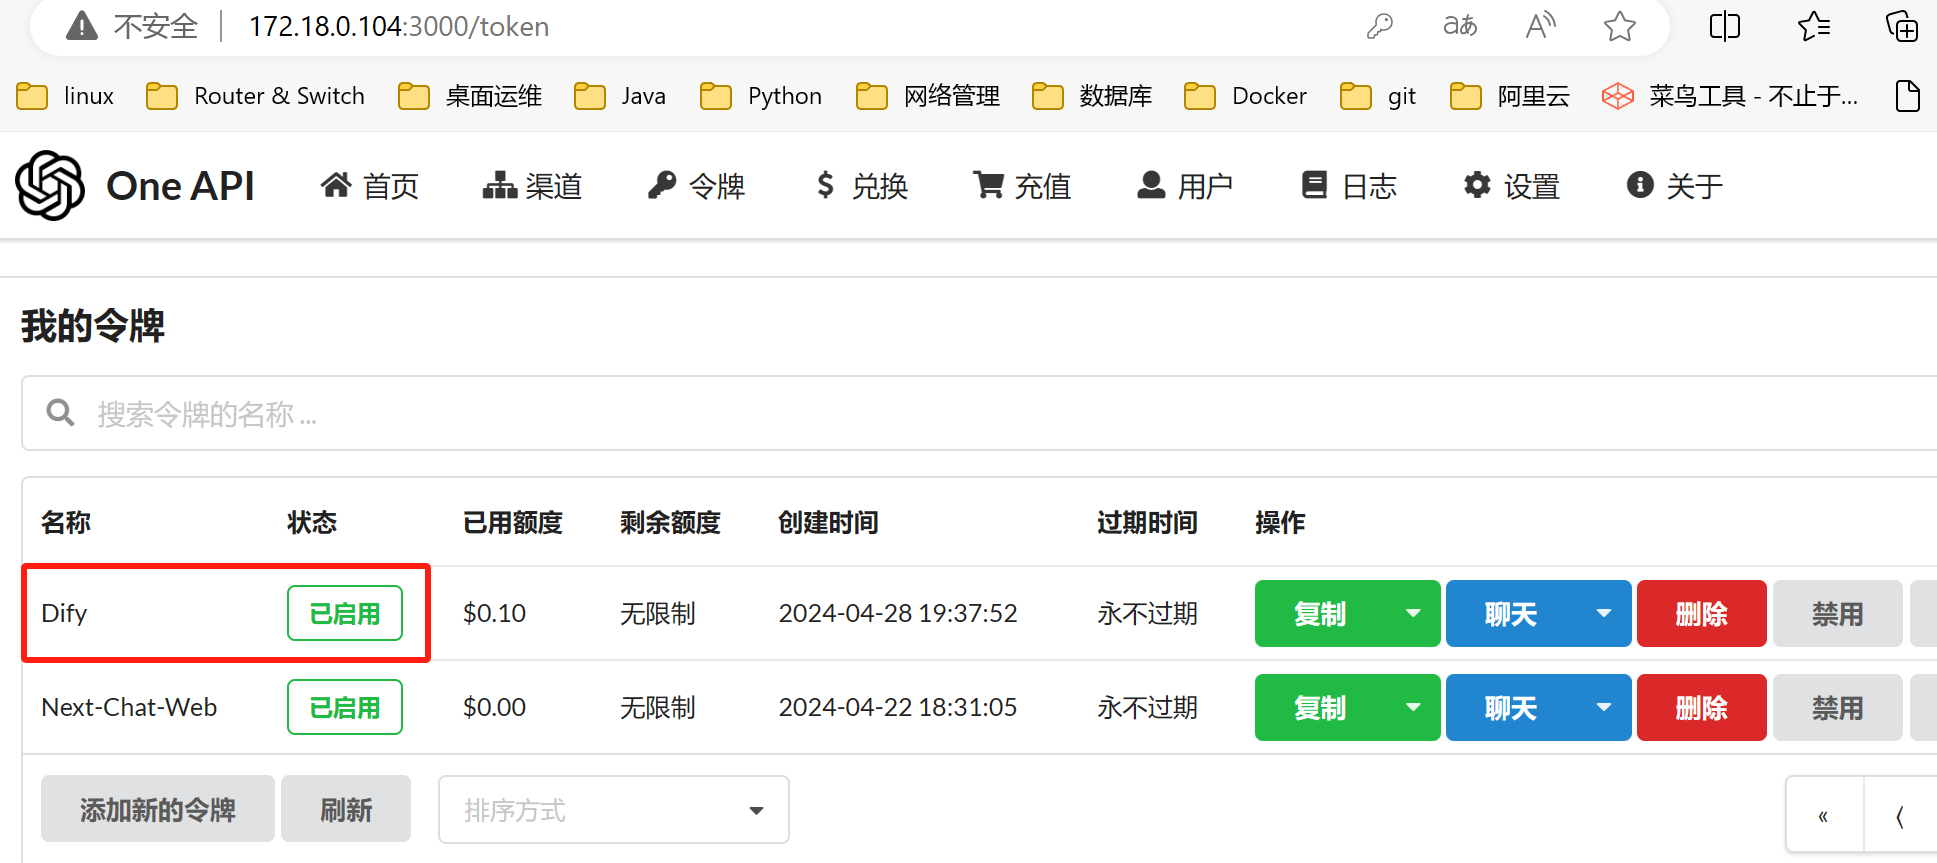 不安全 172.18.0.104:3000/token aあ A
linux Router & Switch 桌面运维 Java Python 网络管理 数据库 Docker git 阿里云 菜鸟工具 - 不止于...
One API 首页 渠道 令牌 兑换 充值 用户 日志 设置 关于
我的令牌
搜索令牌的名称 ...
名称 状态 已用额度 剩余额度 创建时间 过期时间 操作
Dify 已启用 $0.10 无限制 2024-04-28 19:37:52 永不过期 复制 聊天 删除 禁用
Next-Chat-Web 已启用 $0.00 无限制 2024-04-22 18:31:05 永不过期 复制 聊天 删除 禁用
添加新的令牌 刷新 排序方式 « ⟨